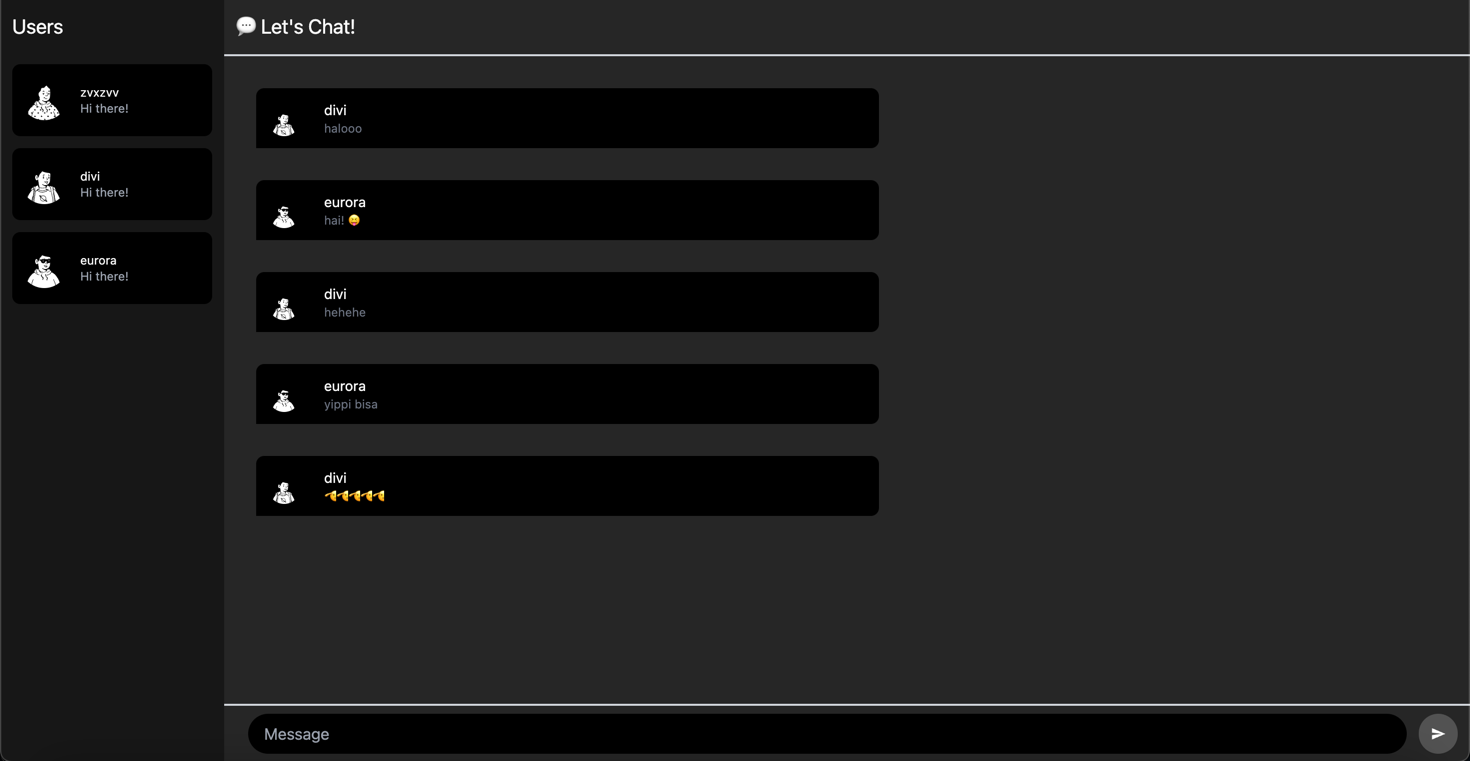 Users
💬 Let's Chat!
zvxzvv
Hi there!
divi
Hi there!
eurora
Hi there!
divi
halooo
eurora
hai! 😄
divi
hehehe
eurora
yippi bisa
divi
🫡🫡🫡🫡🫡
Message